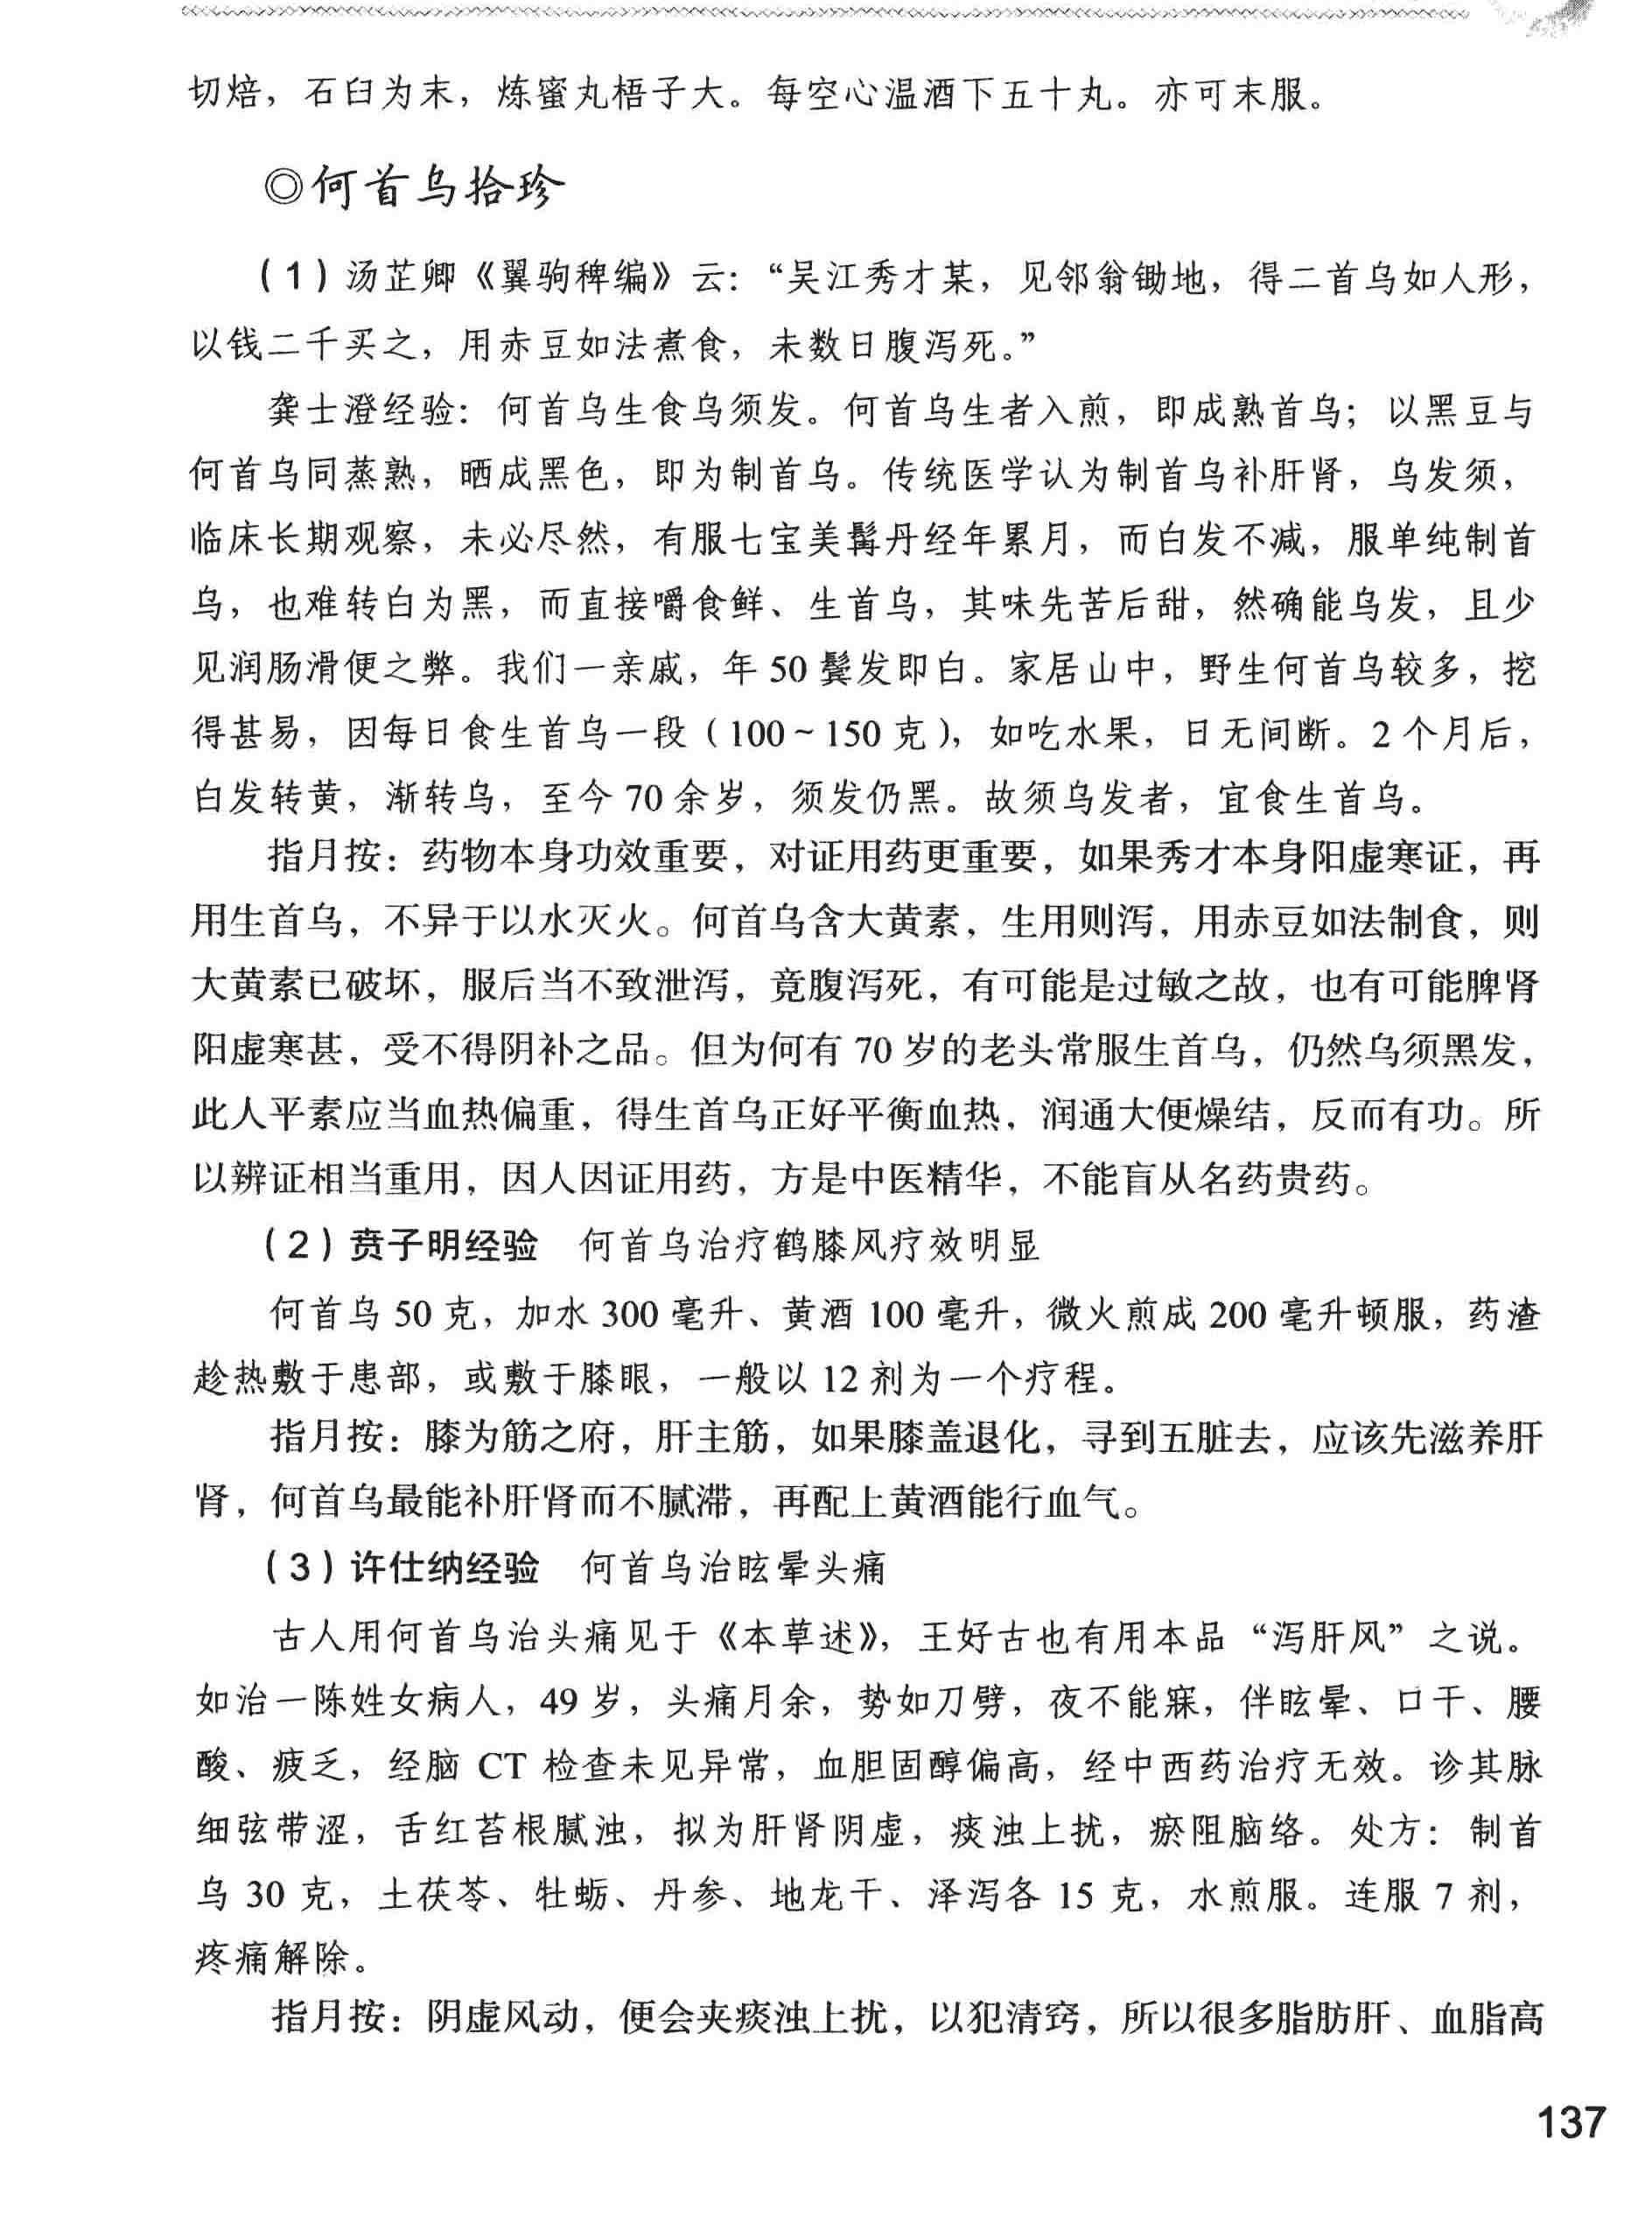 切焙，石臼为末，炼蜜丸梧子大。每空心温酒下五十丸。亦可末服。
◎何首乌拾珍
（1）汤芷卿《翼驹稗编》云：“吴江秀才某，见邻翁锄地，得二首乌如人形，
以钱二千买之，用赤豆如法煮食，未数日腹泻死。”
龚士澄经验：何首乌生食乌须发。何首乌生者入煎，即成熟首乌；以黑豆与
何首乌同蒸熟，晒成黑色，即为制首乌。传统医学认为制首乌补肝肾，乌发须，
临床长期观察，未必尽然，有服七宝美髯丹经年累月，而白发不减，服单纯制首
乌，也难转白为黑，而直接嚼食鲜、生首乌，其味先苦后甜，然确能乌发，且少
见润肠滑便之弊。我们一亲戚，年 50 鬓发即白。家居山中，野生何首乌较多，挖
得甚易，因每日食生首乌一段（100～150 克），如吃水果，日无间断。2 个月后，
白发转黄，渐转乌，至今 70 余岁，须发仍黑。故须乌发者，宜食生首乌。
指月按：药物本身功效重要，对证用药更重要，如果秀才本身阳虚寒证，再
用生首乌，不异于以水灭火。何首乌含大黄素，生用则泻，用赤豆如法制食，则
大黄素已破坏，服后当不致泄泻，竟腹泻死，有可能是过敏之故，也有可能脾肾
阳虚寒甚，受不得阴补之品。但为何有 70 岁的老头常服生首乌，仍然乌须黑发，
此人平素应当血热偏重，得生首乌正好平衡血热，润通大便燥结，反而有功。所
以辨证相当重用，因人因证用药，方是中医精华，不能盲从名药贵药。
（2）贲子明经验　何首乌治疗鹤膝风疗效明显
何首乌 50 克，加水 300 毫升、黄酒 100 毫升，微火煎成 200 毫升顿服，药渣
趁热敷于患部，或敷于膝眼，一般以 12 剂为一个疗程。
指月按：膝为筋之府，肝主筋，如果膝盖退化，寻到五脏去，应该先滋养肝
肾，何首乌最能补肝肾而不腻滞，再配上黄酒能行血气。
（3）许仕纳经验　何首乌治眩晕头痛
古人用何首乌治头痛见于《本草述》，王好古也有用本品“泻肝风”之说。
如治一陈姓女病人，49 岁，头痛月余，势如刀劈，夜不能寐，伴眩晕、口干、腰
酸、疲乏，经脑 CT 检查未见异常，血胆固醇偏高，经中西药治疗无效。诊其脉
细弦带涩，舌红苔根腻浊，拟为肝肾阴虚，痰浊上扰，瘀阻脑络。处方：制首
乌 30 克，土茯苓、牡蛎、丹参、地龙干、泽泻各 15 克，水煎服。连服 7 剂，
疼痛解除。
指月按：阴虚风动，便会夹痰浊上扰，以犯清窍，所以很多脂肪肝、血脂高
137